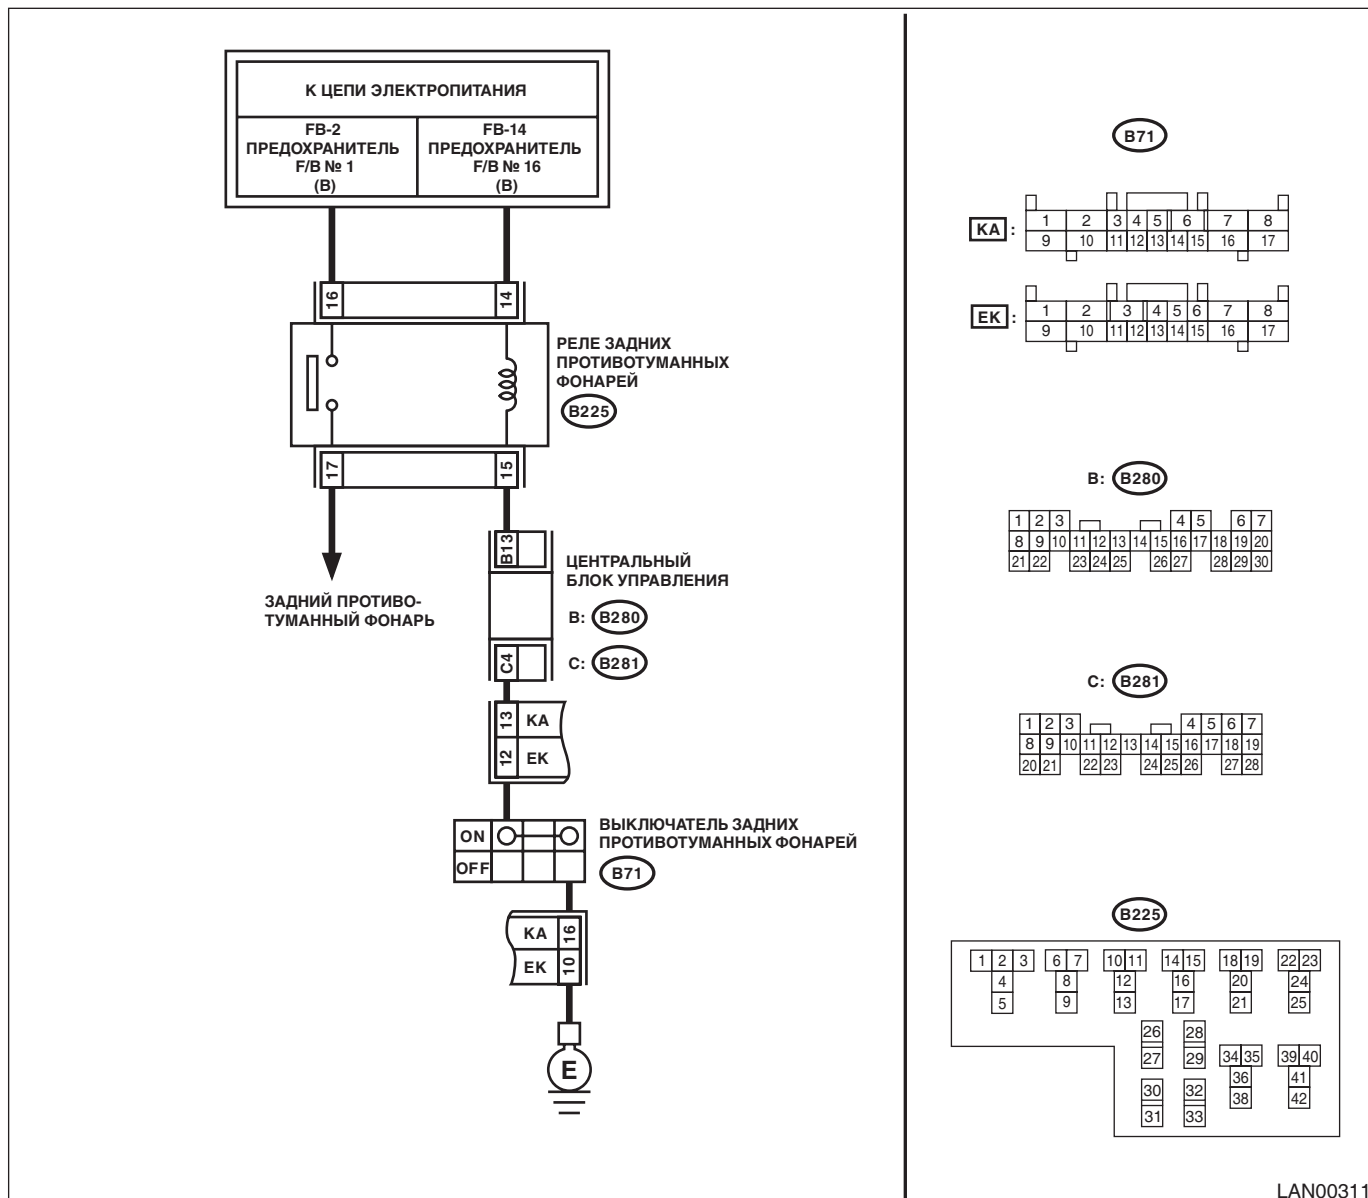 К ЦЕПИ ЭЛЕКТРОПИТАНИЯ
FB-2
ПРЕДОХРАНИТЕЛЬ
F/B № 1
(B)
FB-14
ПРЕДОХРАНИТЕЛЬ
F/B № 16
(B)
16
14
РЕЛЕ ЗАДНИХ
ПРОТИВОТУМАННЫХ
ФОНАРЕЙ
B225
17
15
ЗАДНИЙ ПРОТИВО-
ТУМАННЫЙ ФОНАРЬ
B13
ЦЕНТРАЛЬНЫЙ
БЛОК УПРАВЛЕНИЯ
B: B280
C4
C: B281
13 KA
12 EK
ON
OFF
ВЫКЛЮЧАТЕЛЬ ЗАДНИХ
ПРОТИВОТУМАННЫХ ФОНАРЕЙ
B71
KA 16
EK 10
E
B71
KA :
1 2 3 4 5 6 7 8
9 10 11 12 13 14 15 16 17
EK :
1 2 3 4 5 6 7 8
9 10 11 12 13 14 15 16 17
B: B280
1 2 3 4 5 6 7
8 9 10 11 12 13 14 15 16 17 18 19 20
21 22 23 24 25 26 27 28 29 30
C: B281
1 2 3 4 5 6 7
8 9 10 11 12 13 14 15 16 17 18 19
20 21 22 23 24 25 26 27 28
B225
1 2 3 6 7 10 11 14 15 18 19 22 23
4 8 12 16 20 24
5 9 13 17 21 25
26 28
27 29 34 35 39 40
36 41
30 32 38 42
31 33
LAN00311